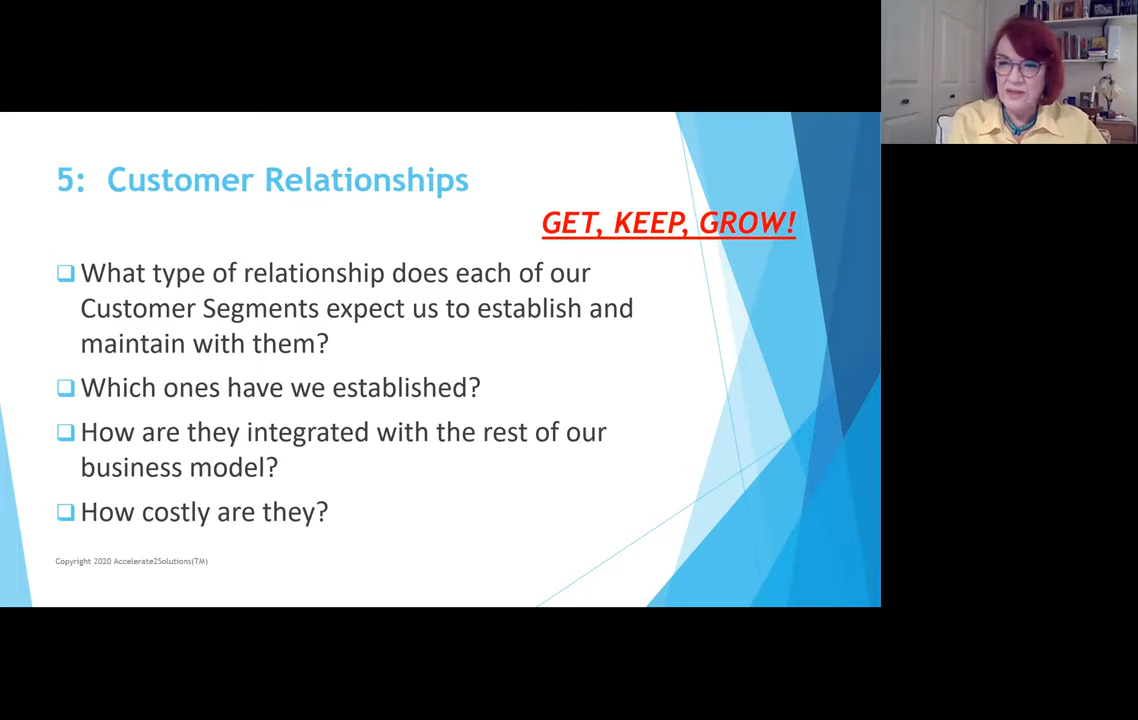 5: Customer Relationships
GET, KEEP, GROW!
What type of relationship does each of our
Customer Segments expect us to establish and
maintain with them?
Which ones have we established?
How are they integrated with the rest of our
business model?
How costly are they?
Copyright 2020 Accelerate2Solutions(TM)